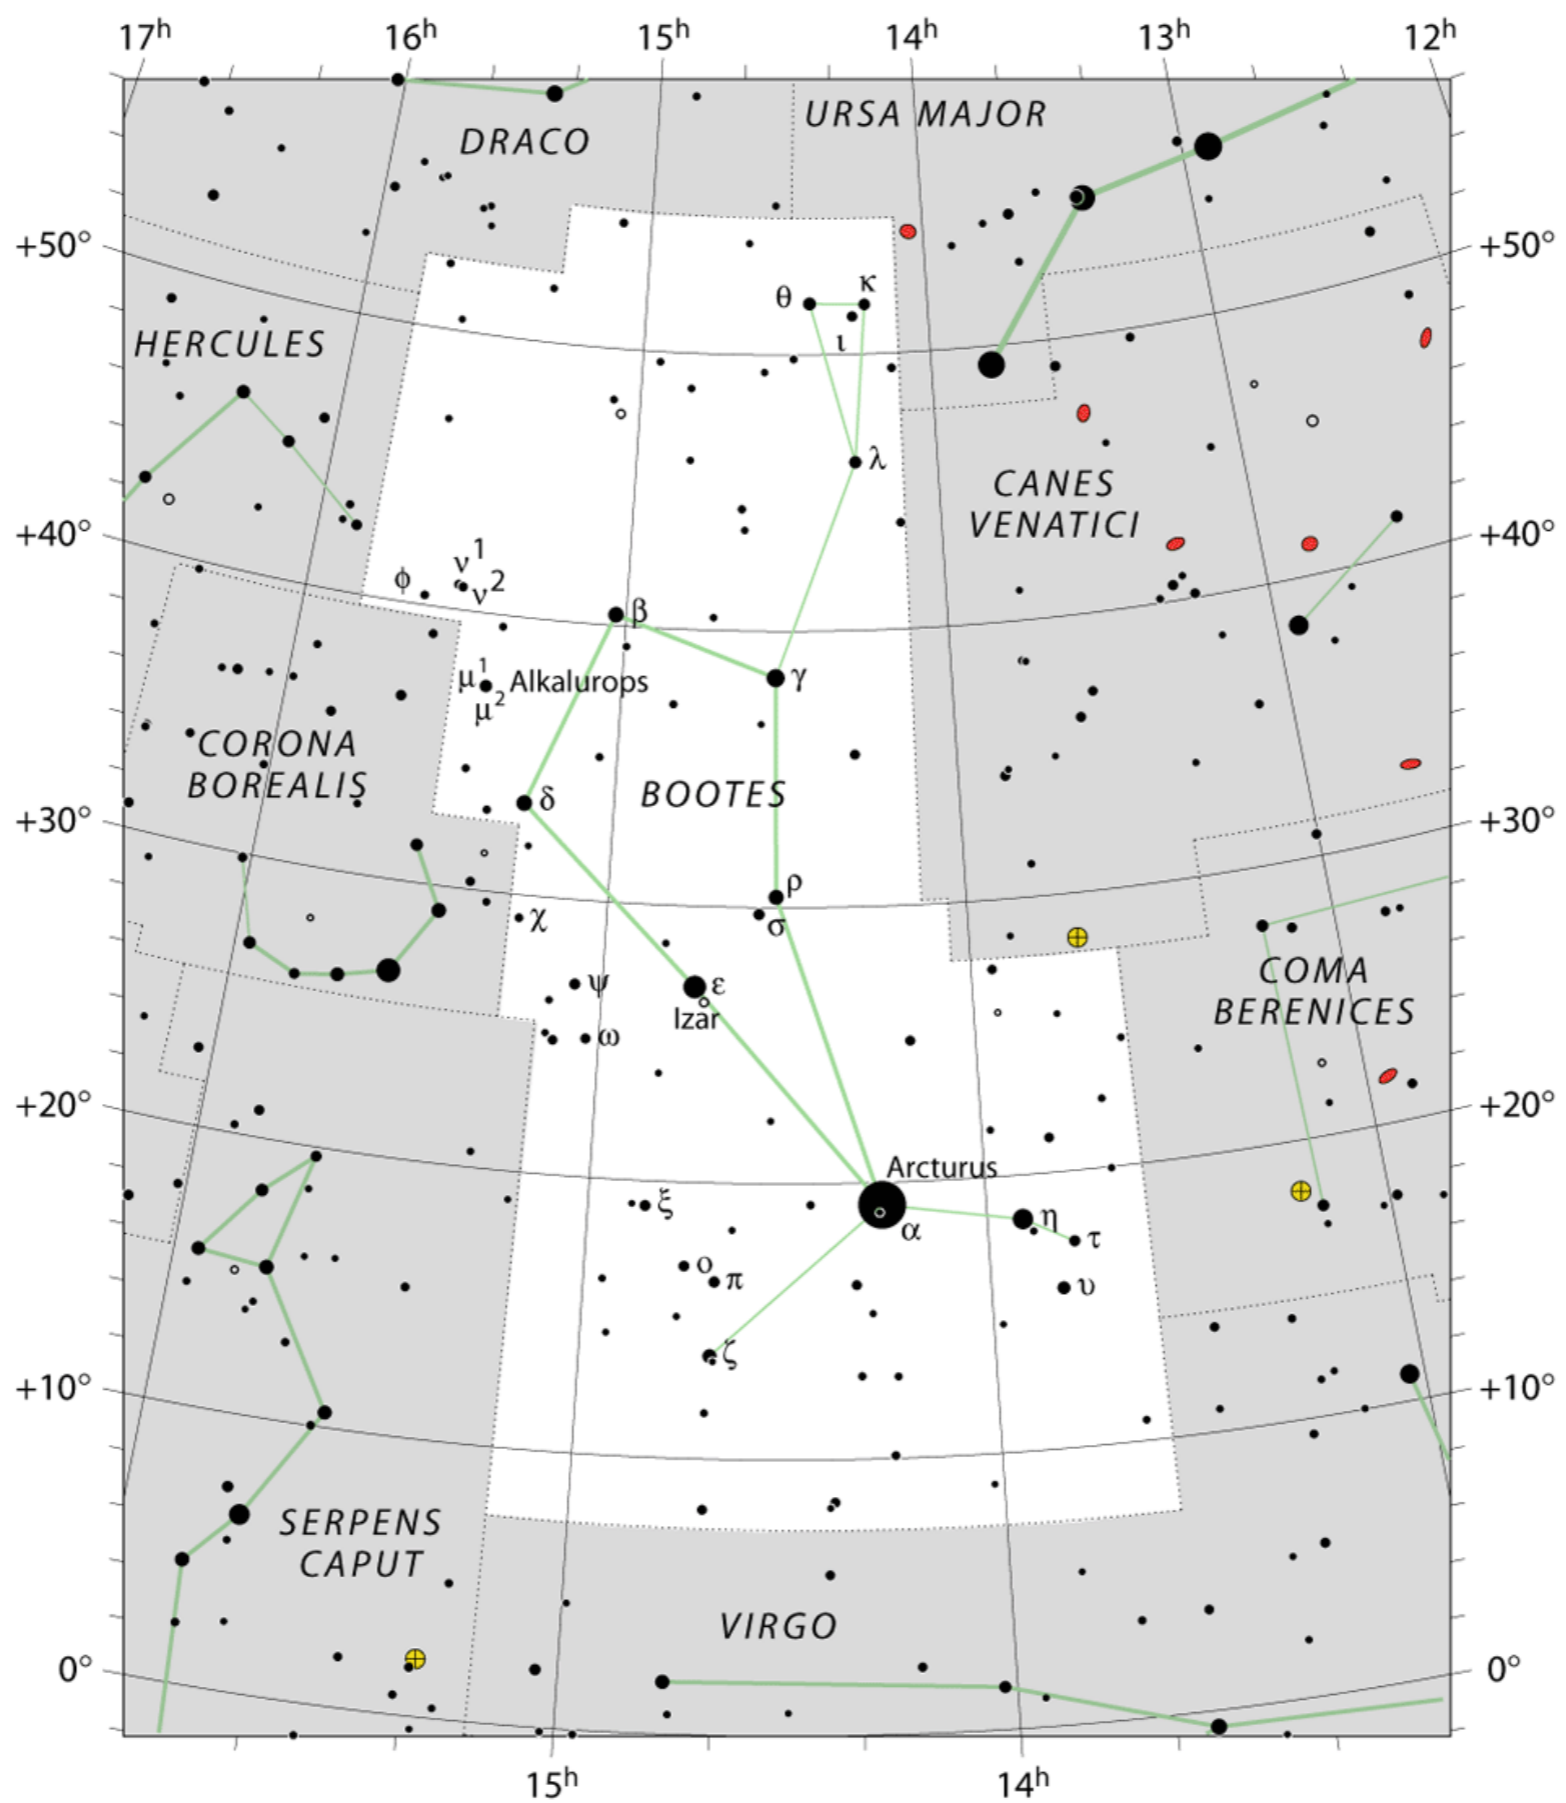 17h 16h 15h 14h 13h 12h
URSA MAJOR
DRACO
+50° +50°
θ κ
ι
HERCULES
λ
CANES
VENATICI
+40° +40°
ν1
ϕ ν2
β
μ1 Alkalurops γ
μ2
CORONA
BOREALIS
BOOTES
δ
+30° +30°
ρ
χ σ
COMA
BERENICES
ψ ε
Izar
ω
+20° +20°
Arcturus
ξ α η τ
ο π υ
ζ
+10° +10°
SERPENS
CAPUT
VIRGO
0° 0°
15h 14h